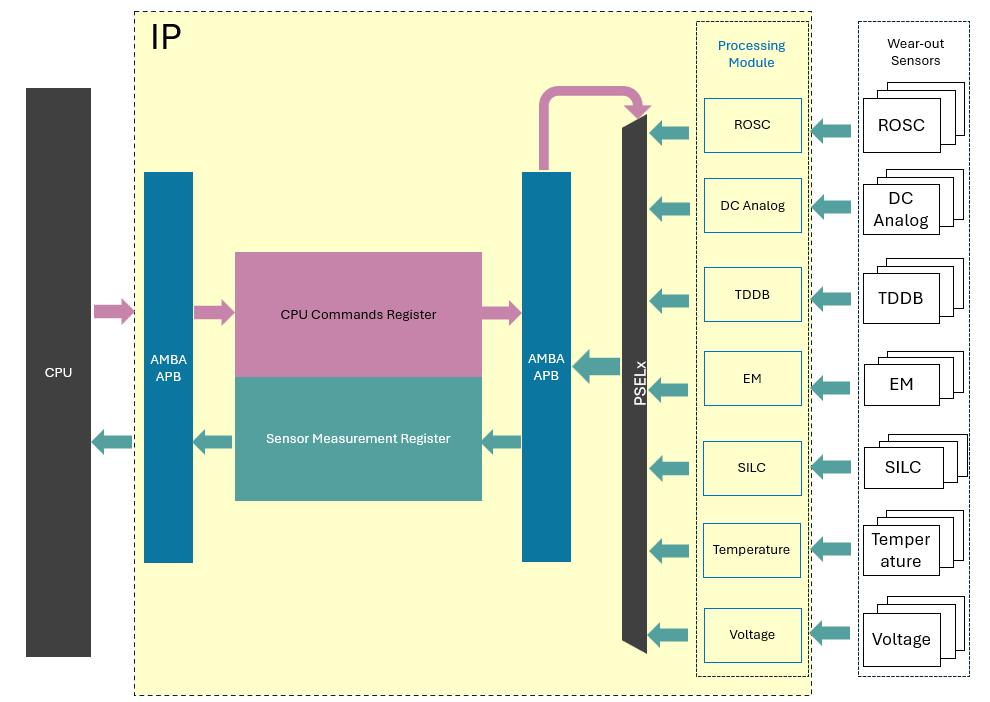 IP
Processing
Module
Wear-out
Sensors
ROSC
ROSC
DC Analog
DC
Analog
TDDB
TDDB
CPU Commands Register
AMBA
APB
AMBA
APB
CPU
PSELx
EM
EM
Sensor Measurement Register
SILC
SILC
Temperature
Temper
ature
Voltage
Voltage